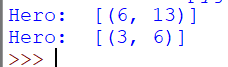 Hero:  [(6, 13)]
Hero:  [(3, 6)]
>>>